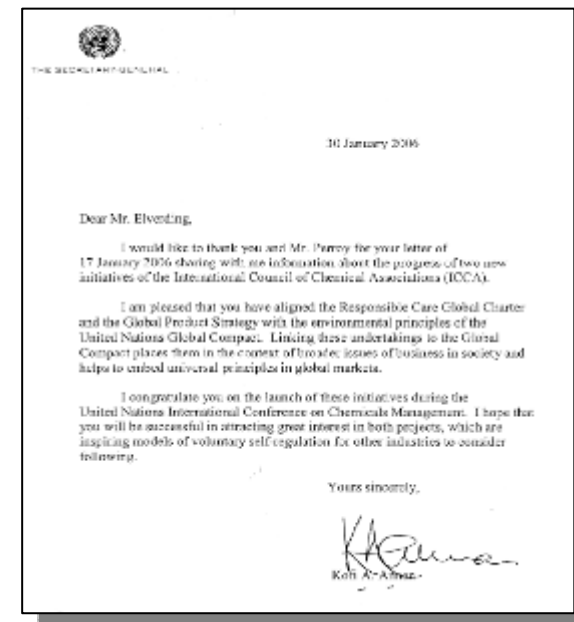 THE SECRETARY-GENERAL
30 January 2006
Dear Mr. Elverding,
I would like to thank you and Mr. Perroy for your letter of
17 January 2006 sharing with me information about the progress of two new
initiatives of the International Council of Chemical Associations (ICCA).
I am pleased that you have aligned the Responsible Care Global Charter
and the Global Product Strategy with the environmental principles of the
United Nations Global Compact. Linking these undertakings to the Global
Compact places them in the context of broader issues of business in society and
helps to embed universal principles in global markets.
I congratulate you on the launch of these initiatives during the
United Nations International Conference on Chemicals Management. I hope that
you will be successful in attracting great interest in both projects, which are
inspiring models of voluntary self-regulation for other industries to consider
following.
Yours sincerely,
Kofi A. Annan